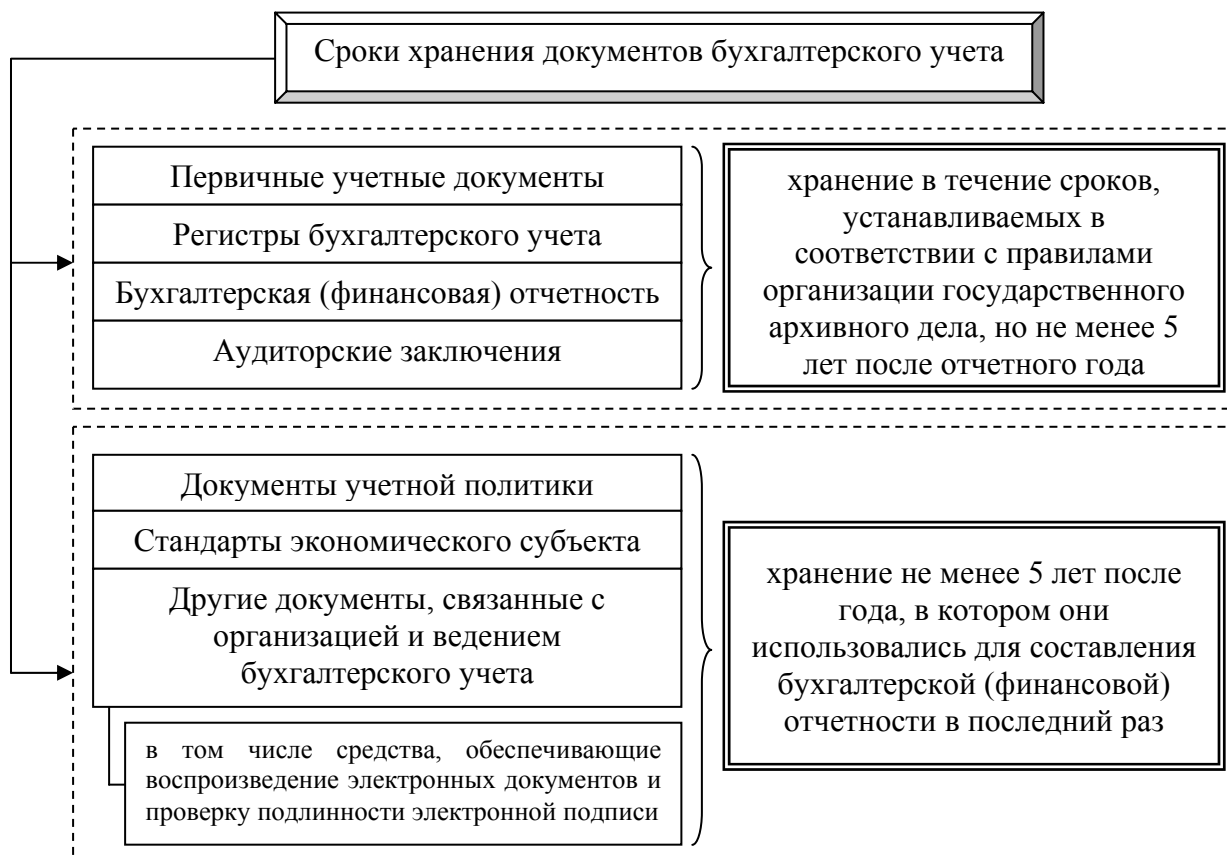 Сроки хранения документов бухгалтерского учета
Первичные учетные документы
Регистры бухгалтерского учета
Бухгалтерская (финансовая) отчетность
Аудиторские заключения
хранение в течение сроков,
устанавливаемых в
соответствии с правилами
организации государственного
архивного дела, но не менее 5
лет после отчетного года
Документы учетной политики
Стандарты экономического субъекта
Другие документы, связанные с
организацией и ведением
бухгалтерского учета
в том числе средства, обеспечивающие
воспроизведение электронных документов и
проверку подлинности электронной подписи
хранение не менее 5 лет после
года, в котором они
использовались для составления
бухгалтерской (финансовой)
отчетности в последний раз